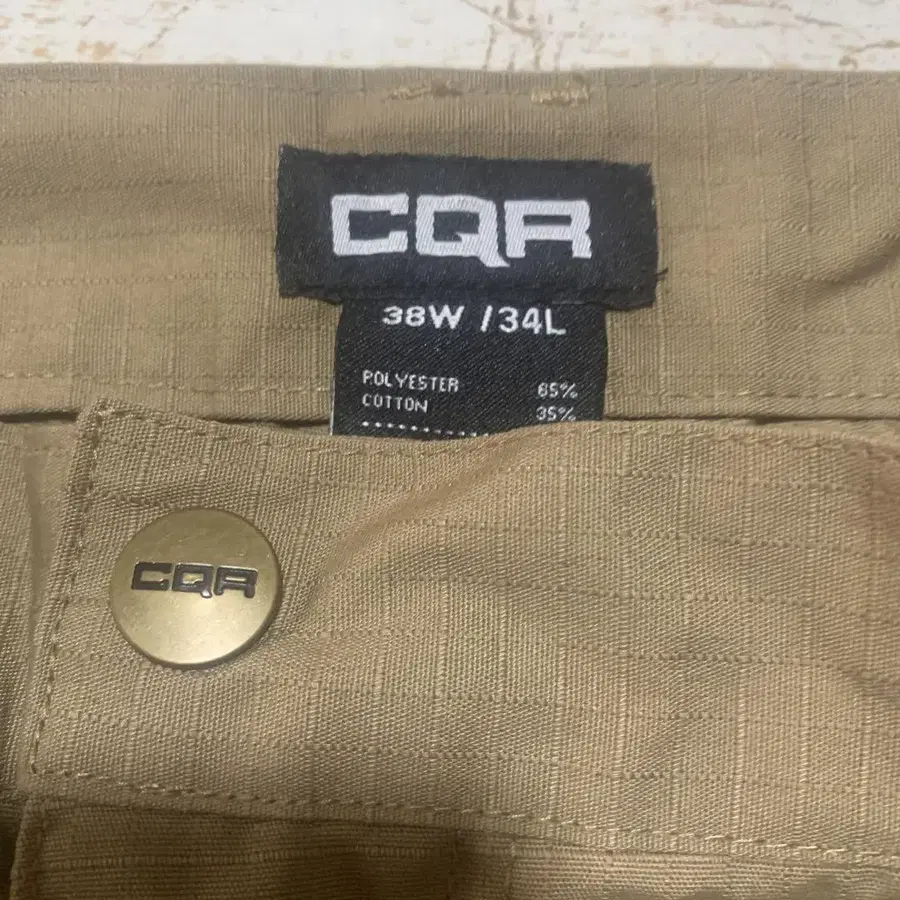 CQR
38W /34L
POLYESTER 65%
COTTON 35%
CQR